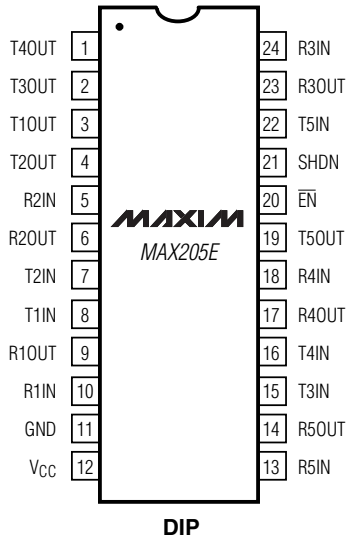 T4OUT 1 24 R3IN
T3OUT 2 23 R3OUT
T1OUT 3 22 T5IN
T2OUT 4 21 SHDN
R2IN 5 20 E̅N̅
R2OUT 6 MAXIM 19 T5OUT
MAX205E
T2IN 7 18 R4IN
T1IN 8 17 R4OUT
R1OUT 9 16 T4IN
R1IN 10 15 T3IN
GND 11 14 R5OUT
VCC 12 13 R5IN
DIP